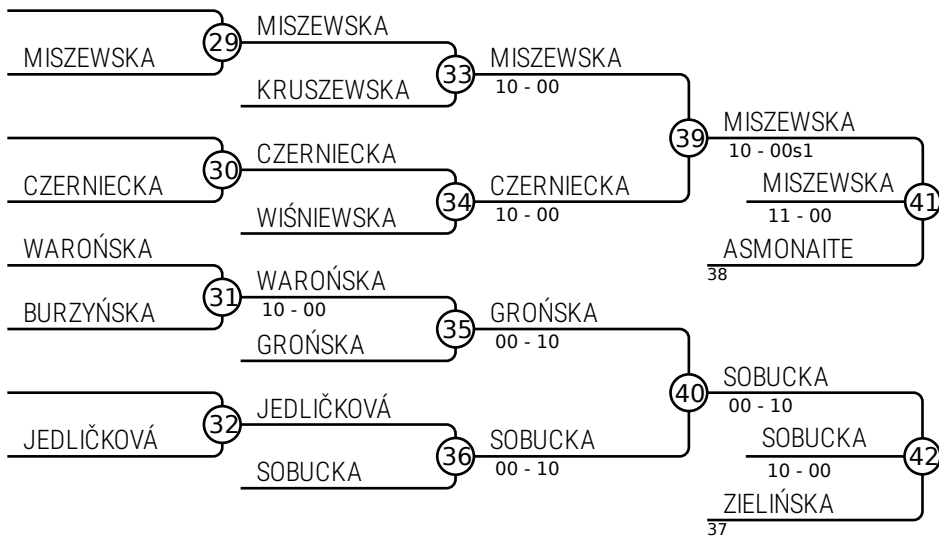 MISZEWSKA
29
MISZEWSKA
KRUSZEWSKA
33
MISZEWSKA
10 - 00
CZERNIECKA
30
CZERNIECKA
WIŚNIEWSKA
34
CZERNIECKA
10 - 00
39
MISZEWSKA
10 - 00s1
MISZEWSKA
11 - 00
41
ASMONAITE
38
WAROŃSKA
BURZYŃSKA
31
WAROŃSKA
10 - 00
GROŃSKA
35
GROŃSKA
00 - 10
JEDLIČKOVÁ
32
JEDLIČKOVÁ
SOBUCKA
36
SOBUCKA
00 - 10
40
SOBUCKA
00 - 10
SOBUCKA
10 - 00
42
ZIELIŃSKA
37